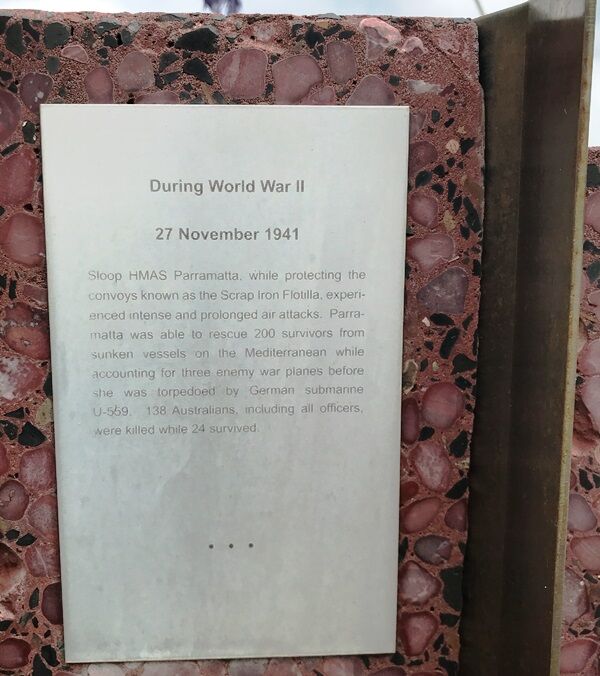 During World War II
27 November 1941
Sloop HMAS Parramatta, while protecting the
convoys known as the Scrap Iron Flotilla, experi-
enced intense and prolonged air attacks. Parra-
matta was able to rescue 200 survivors from
sunken vessels on the Mediterranean while
accounting for three enemy war planes before
she was torpedoed by German submarine
U-559. 138 Australians, including all officers,
were killed while 24 survived.
• • •